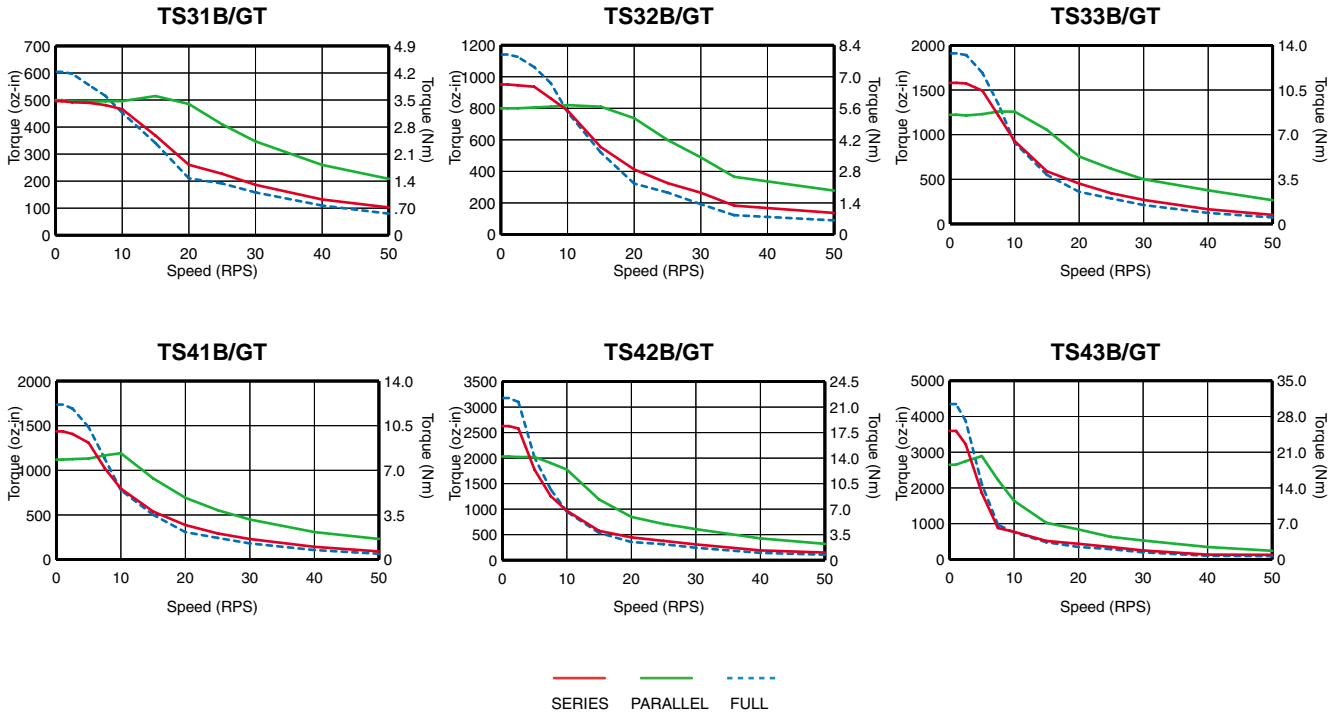 TS31B/GT
700
600
500
400
300
200
100
0
Torque (oz-in)
4.9
4.2
3.5
2.8
2.1
1.4
.70
0
Torque (Nm)
0 10 20 30 40 50
Speed (RPS)
TS32B/GT
1200
1000
800
600
400
200
0
Torque (oz-in)
8.4
7.0
5.6
4.2
2.8
1.4
0
Torque (Nm)
0 10 20 30 40 50
Speed (RPS)
TS33B/GT
2000
1500
1000
500
0
Torque (oz-in)
14.0
10.5
7.0
3.5
0
Torque (Nm)
0 10 20 30 40 50
Speed (RPS)
TS41B/GT
2000
1500
1000
500
0
Torque (oz-in)
14.0
10.5
7.0
3.5
0
Torque (Nm)
0 10 20 30 40 50
Speed (RPS)
TS42B/GT
3500
3000
2500
2000
1500
1000
500
0
Torque (oz-in)
24.5
21.0
17.5
14.0
10.5
7.0
3.5
0
Torque (Nm)
0 10 20 30 40 50
Speed (RPS)
TS43B/GT
5000
4000
3000
2000
1000
0
Torque (oz-in)
35.0
28.0
21.0
14.0
7.0
0
Torque (Nm)
0 10 20 30 40 50
Speed (RPS)
SERIES PARALLEL FULL